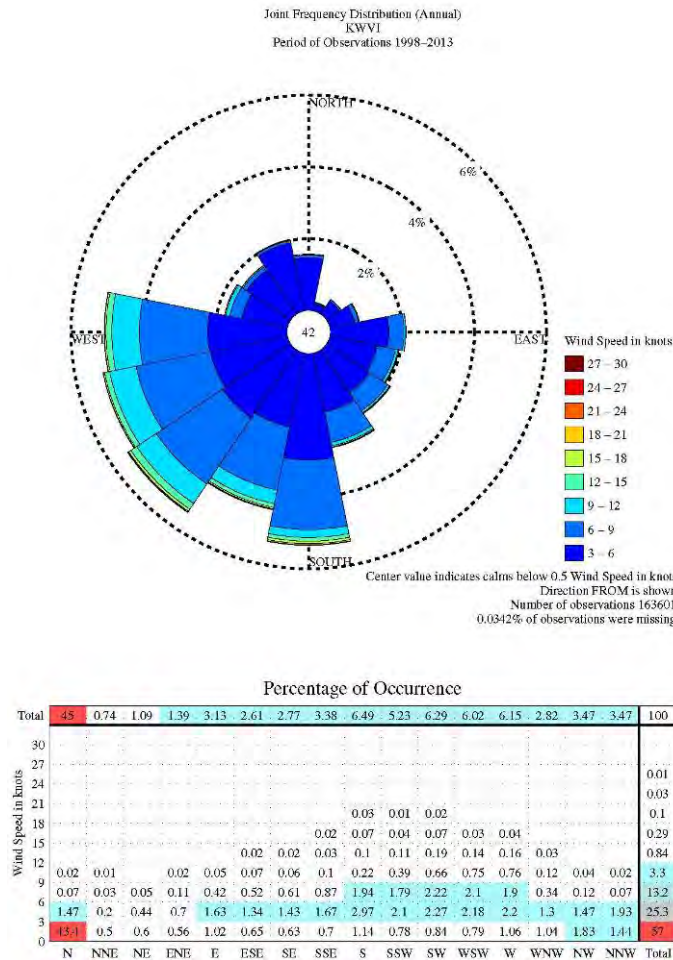 Joint Frequency Distribution (Annual)
KWVI
Period of Observations 1998–2013
NORTH
6%
4%
2%
42
WEST
EAST
SOUTH
Wind Speed in knots
27 – 30
24 – 27
21 – 24
18 – 21
15 – 18
12 – 15
9 – 12
6 – 9
3 – 6
Center value indicates calms below 0.5 Wind Speed in knots
Direction FROM is shown
Number of observations 163601
0.0342% of observations were missing
Percentage of Occurrence
Total 45 0.74 1.09 1.39 3.13 2.61 2.77 3.38 6.49 5.23 6.29 6.02 6.15 2.82 3.47 3.47 100
Wind Speed in knots
30
27
0.01
24
0.03
21
0.03 0.01 0.02 0.1
18
0.02 0.07 0.04 0.07 0.03 0.04 0.29
15
0.02 0.02 0.03 0.1 0.11 0.19 0.14 0.16 0.03 0.84
12
0.02 0.01 0.02 0.05 0.07 0.06 0.1 0.22 0.39 0.66 0.75 0.76 0.12 0.04 0.02 3.3
9
0.07 0.03 0.05 0.11 0.42 0.52 0.61 0.87 1.94 1.79 2.22 2.1 1.9 0.34 0.12 0.07 13.2
6
1.47 0.2 0.44 0.7 1.63 1.34 1.43 1.67 2.97 2.1 2.27 2.18 2.2 1.3 1.47 1.93 25.3
3
43.4 0.5 0.6 0.56 1.02 0.65 0.63 0.7 1.14 0.78 0.84 0.79 1.06 1.04 1.83 1.44 57
0
N NNE NE ENE E ESE SE SSE S SSW SW WSW W WNW NW NNW Total